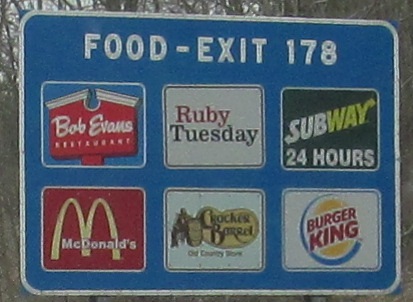 FOOD - EXIT 178
Bob Evans
RESTAURANT
Ruby
Tuesday
SUBWAY
24 HOURS
McDonald's
Cracker
Barrel
Old Country Store
BURGER
KING